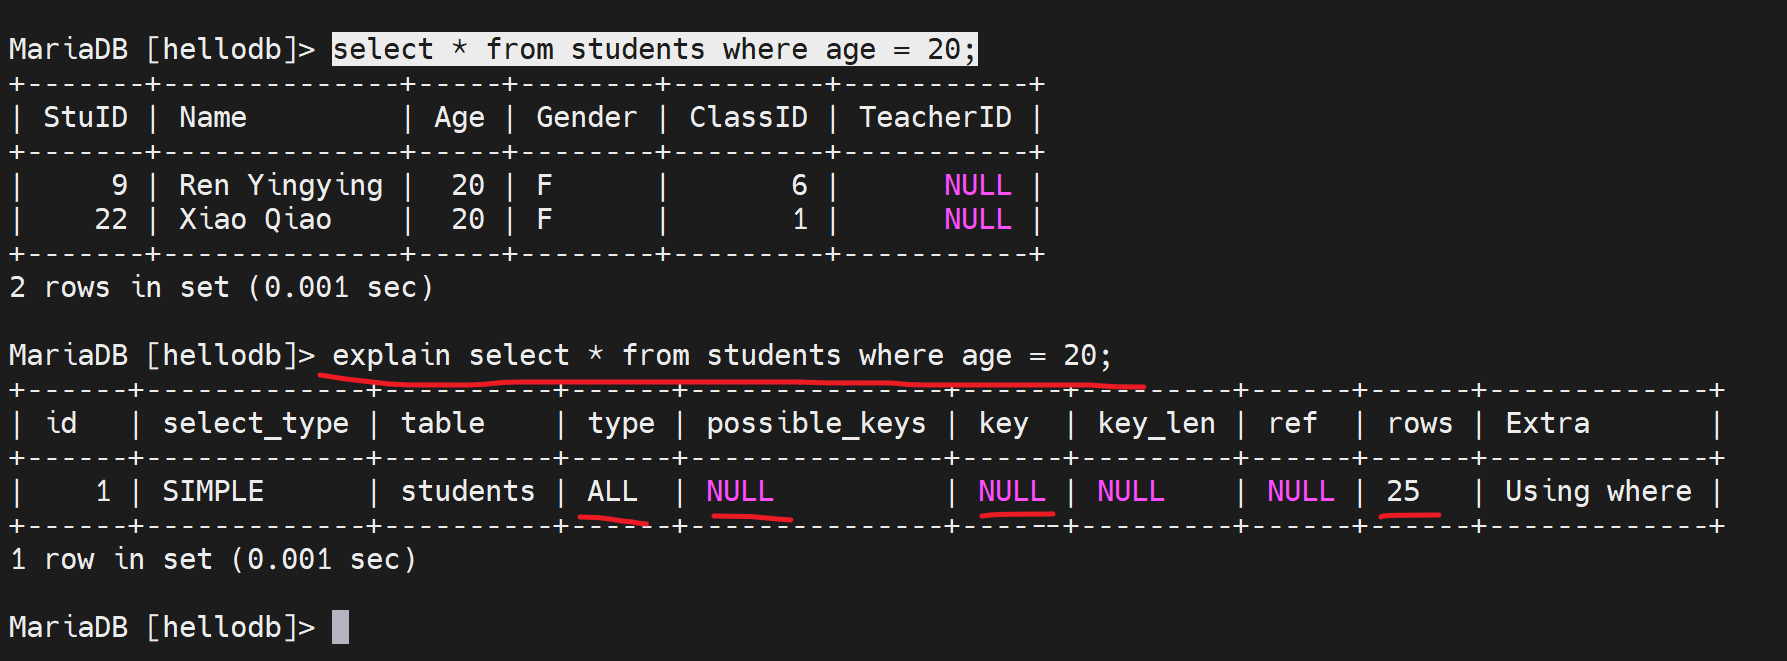 MariaDB [hellodb]> select * from students where age = 20;
+-------+--------------+-----+--------+---------+-----------+
| StuID | Name         | Age | Gender | ClassID | TeacherID |
+-------+--------------+-----+--------+---------+-----------+
|     9 | Ren Yingying |  20 | F      |       6 |      NULL |
|    22 | Xiao Qiao    |  20 | F      |       1 |      NULL |
+-------+--------------+-----+--------+---------+-----------+
2 rows in set (0.001 sec)
MariaDB [hellodb]> explain select * from students where age = 20;
+------+-------------+----------+------+---------------+------+---------+------+------+-------------+
| id   | select_type | table    | type | possible_keys | key  | key_len | ref  | rows | Extra       |
+------+-------------+----------+------+---------------+------+---------+------+------+-------------+
|    1 | SIMPLE      | students | ALL  | NULL          | NULL | NULL    | NULL | 25   | Using where |
+------+-------------+----------+------+---------------+------+---------+------+------+-------------+
1 row in set (0.001 sec)
MariaDB [hellodb]>